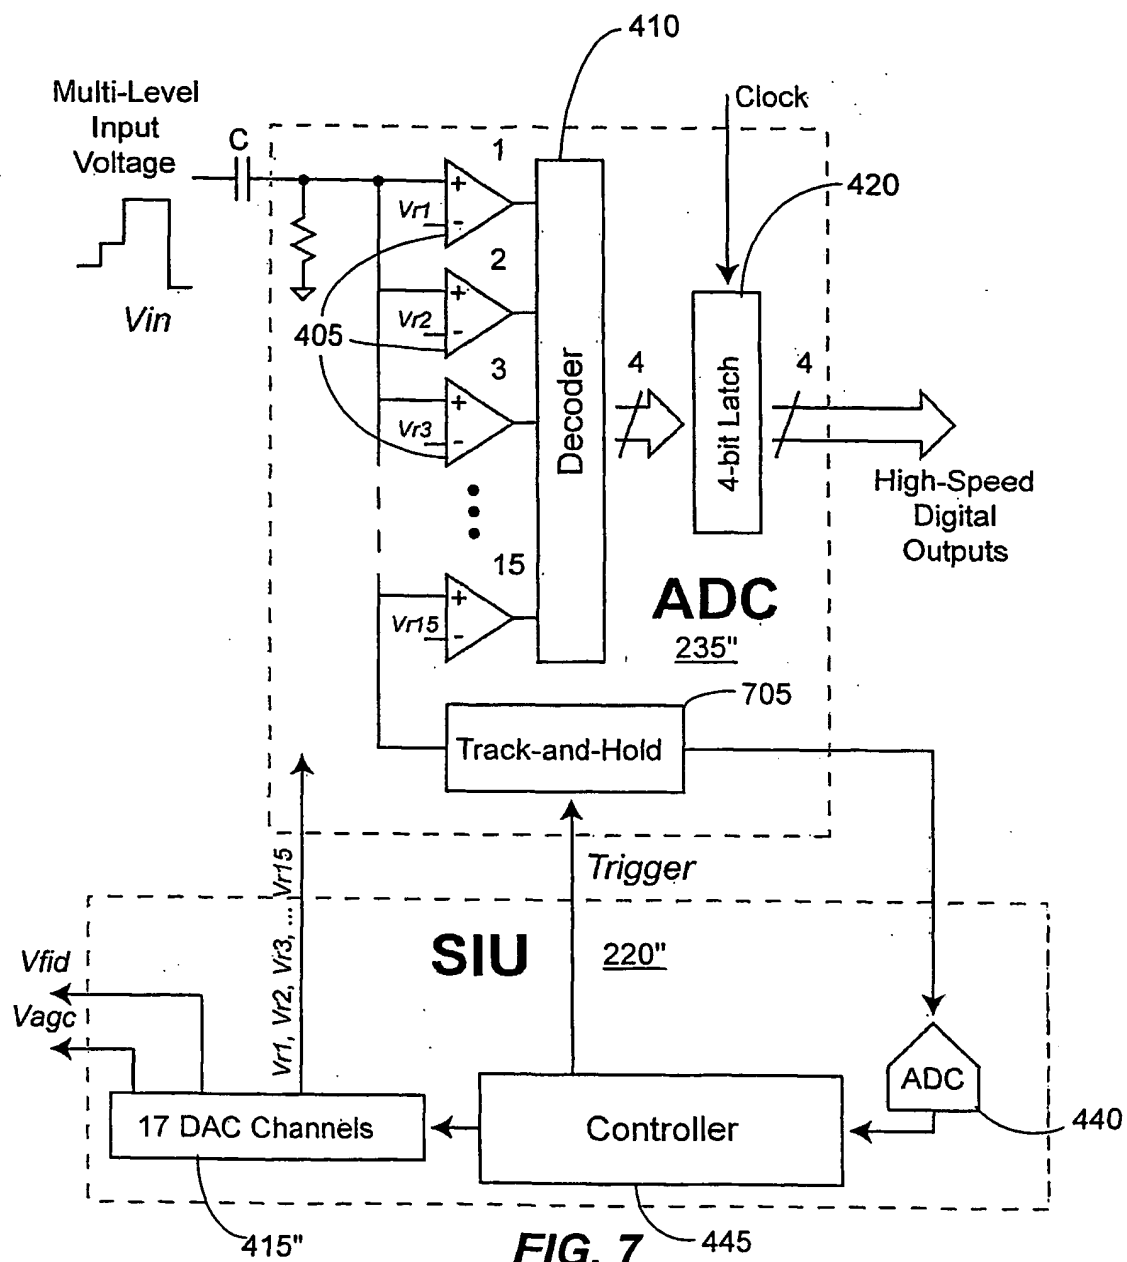 410
Multi-Level
Input
Voltage
C
Clock
1
+
Vr1
-
420
2
+
Vr2
-
Vin
405
3
+
Vr3
-
Decoder
4
4-bit Latch
4
High-Speed
Digital
Outputs
15
+
Vr15
-
ADC
235"
705
Track-and-Hold
Trigger
Vr1, Vr2, Vr3, ... Vr15
SIU
220"
Vfid
Vagc
ADC
17 DAC Channels
Controller
440
415"
445
FIG. 7